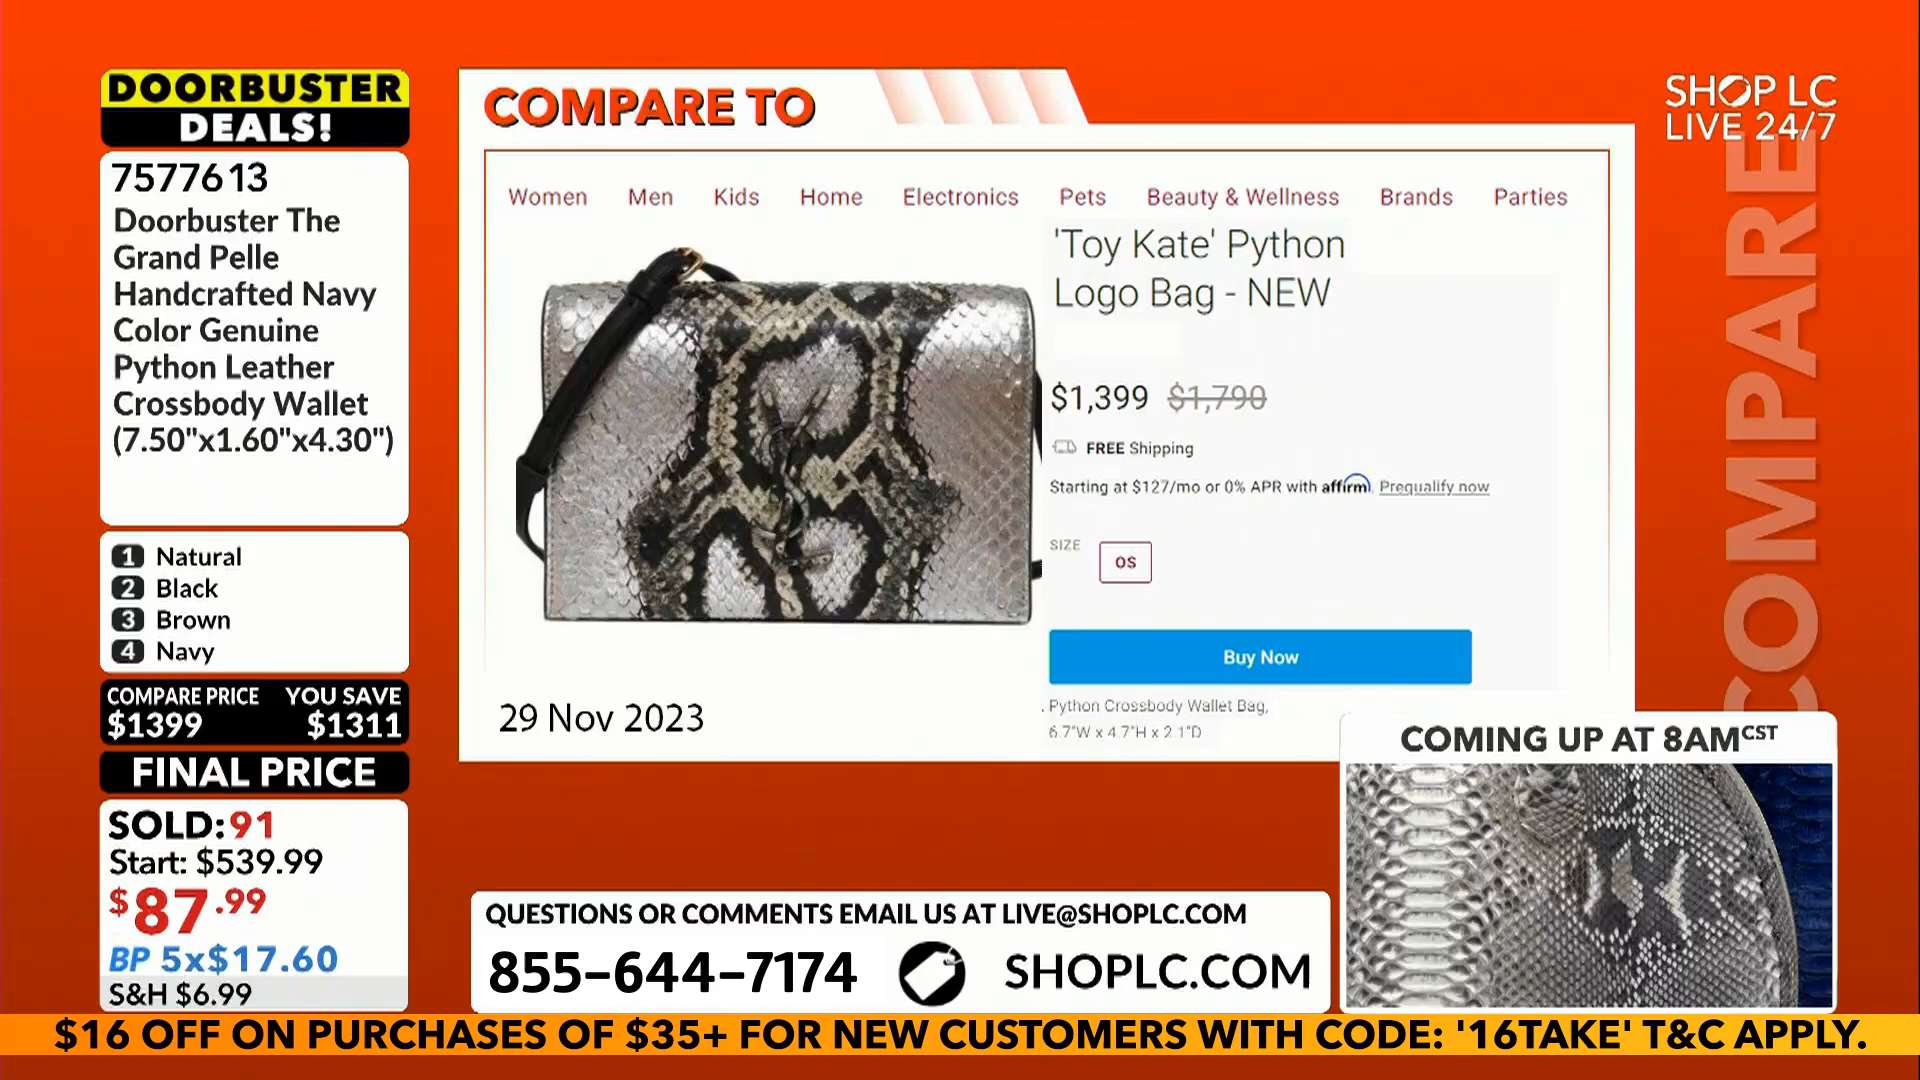 DOORBUSTER
DEALS!
7577613
Doorbuster The
Grand Pelle
Handcrafted Navy
Color Genuine
Python Leather
Crossbody Wallet
(7.50"x1.60"x4.30")
1 Natural
2 Black
3 Brown
4 Navy
COMPARE PRICE YOU SAVE
$1399 $1311
FINAL PRICE
SOLD: 91
Start: $539.99
$87.99
BP 5x$17.60
S&H $6.99
COMPARE TO
Women Men Kids Home Electronics Pets Beauty & Wellness Brands Parties
'Toy Kate' Python
Logo Bag - NEW
$1,399 $1,790
FREE Shipping
Starting at $127/mo or 0% APR with affirm. Prequalify now
SIZE
OS
Buy Now
. Python Crossbody Wallet Bag,
6.7"W x 4.7"H x 2.1"D
29 Nov 2023
SHOP LC
LIVE 24/7
COMPARE
COMING UP AT 8AM CST
QUESTIONS OR COMMENTS EMAIL US AT LIVE@SHOPLC.COM
855-644-7174 SHOPLC.COM
$16 OFF ON PURCHASES OF $35+ FOR NEW CUSTOMERS WITH CODE: '16TAKE' T&C APPLY.